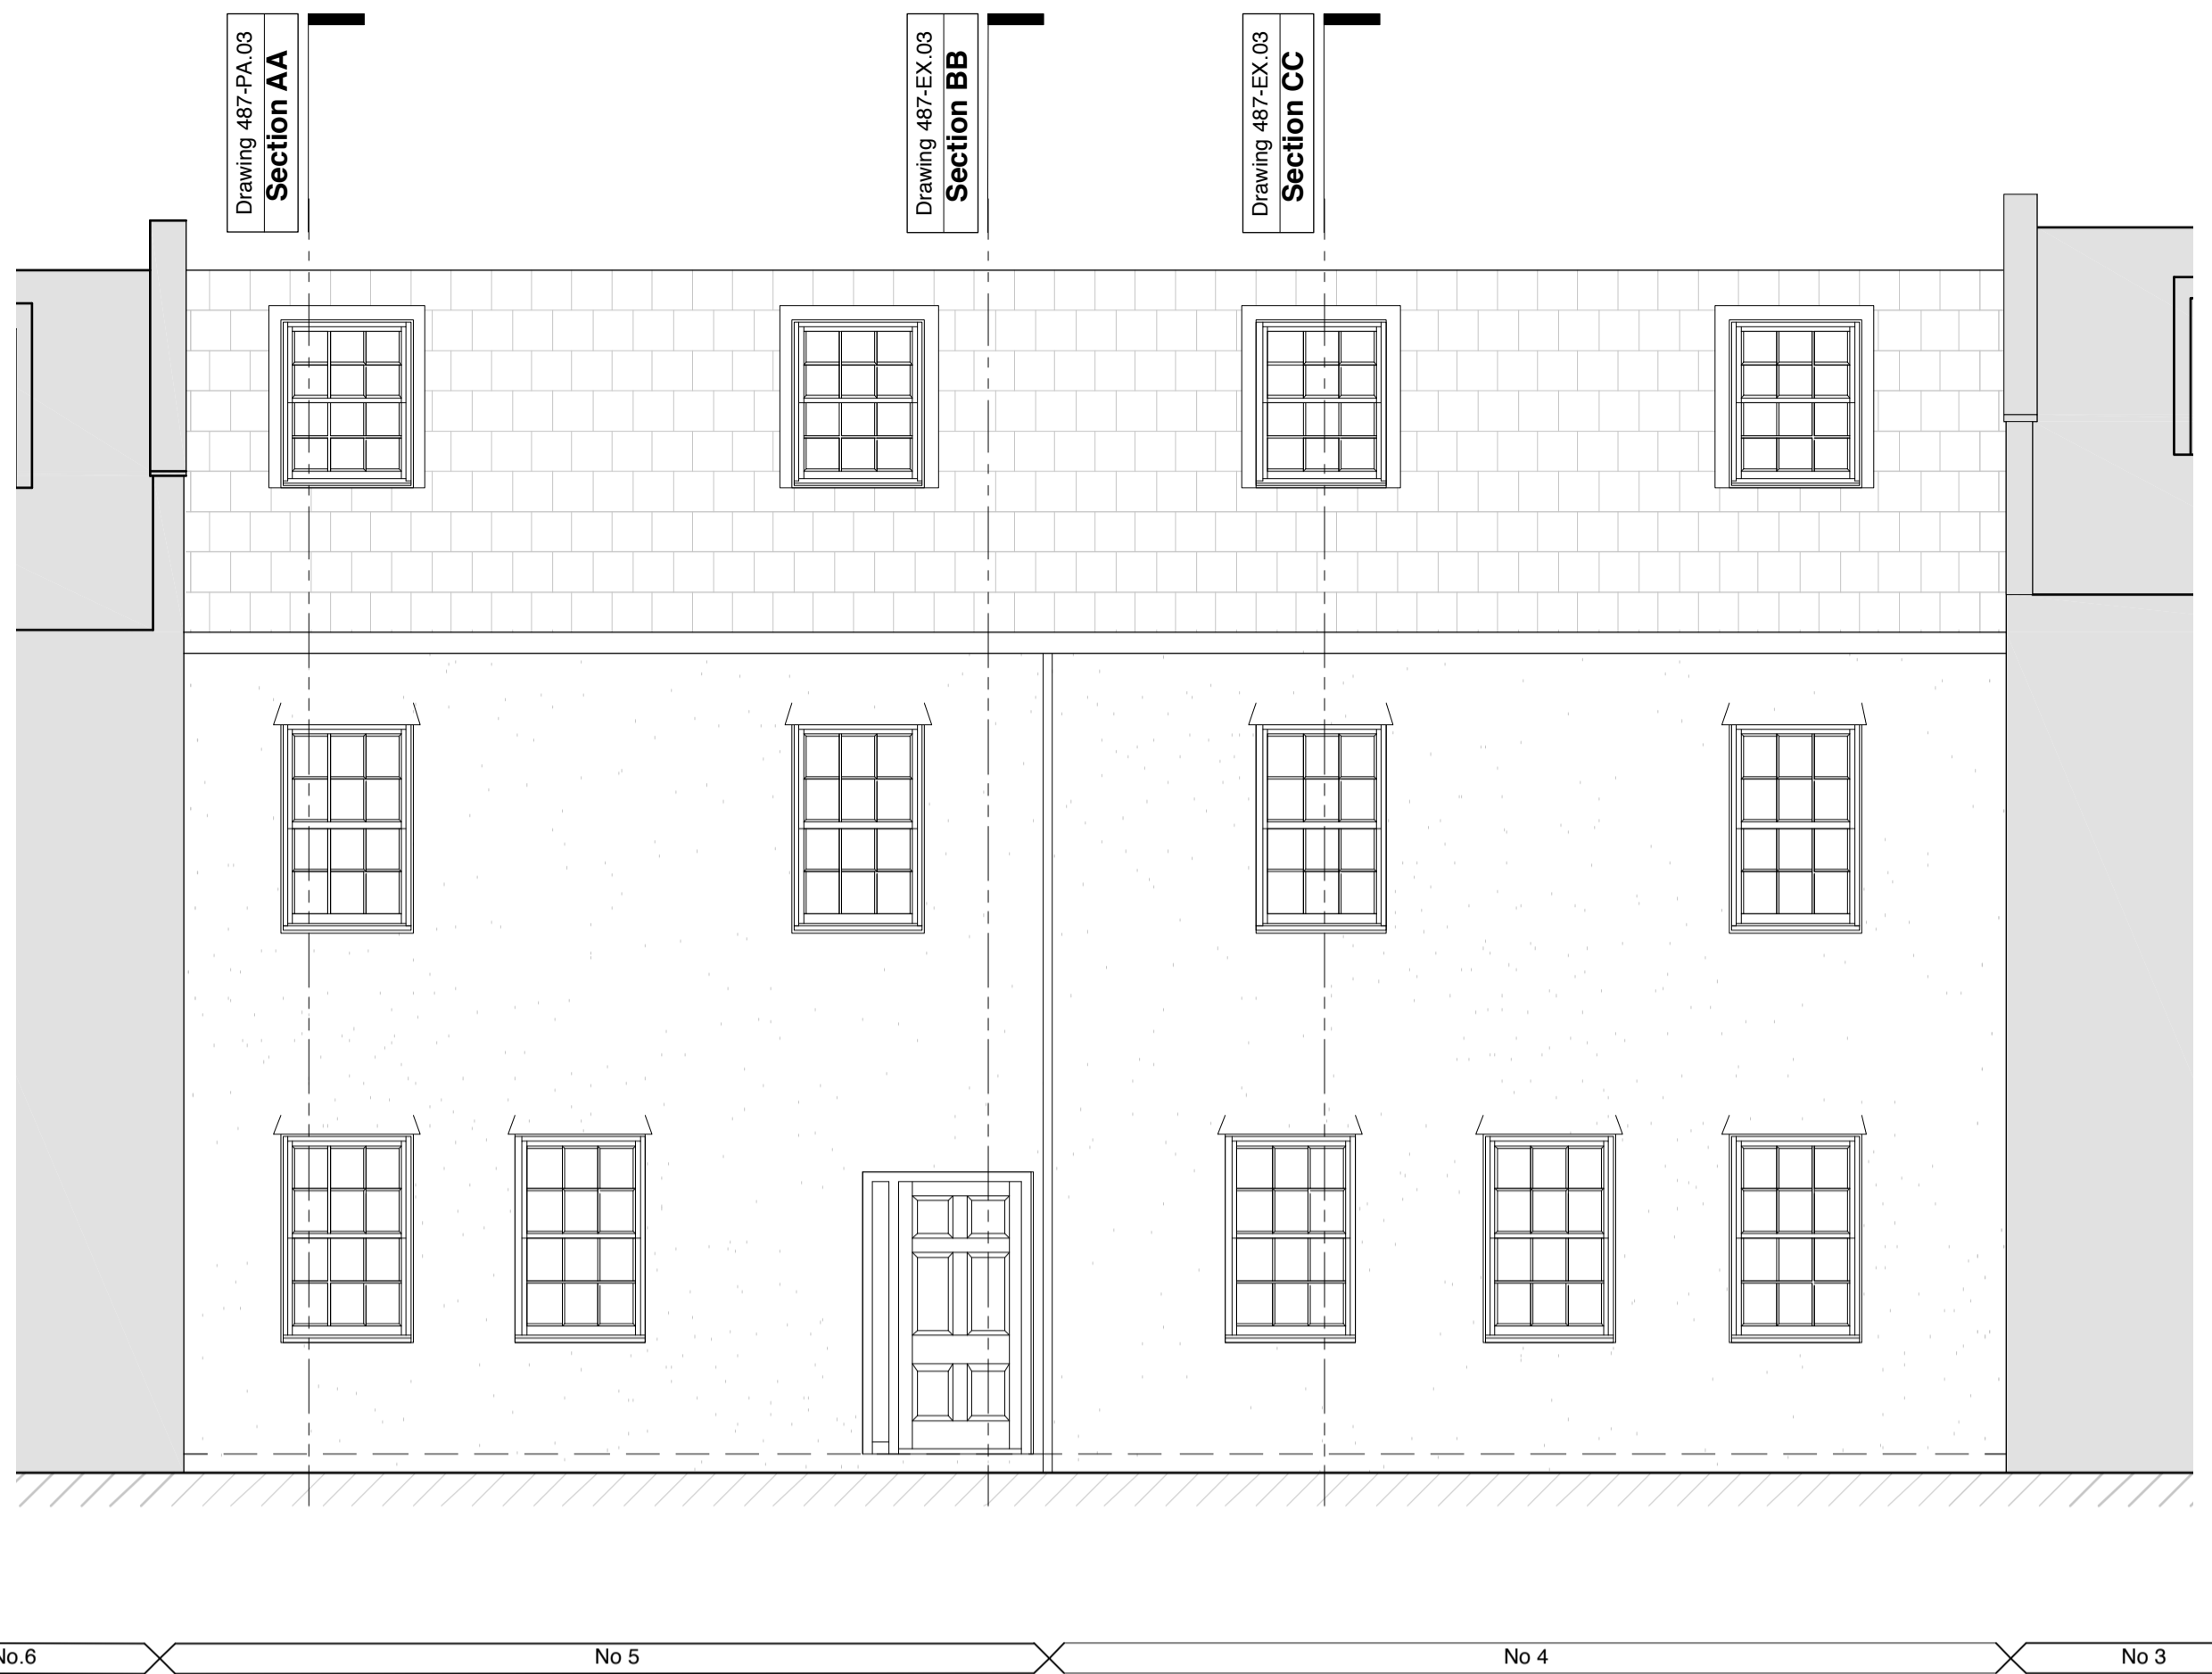 Drawing 487-PA.03
Section AA
Drawing 487-EX.03
Section BB
Drawing 487-EX.03
Section CC
No.6
No 5
No 4
No 3